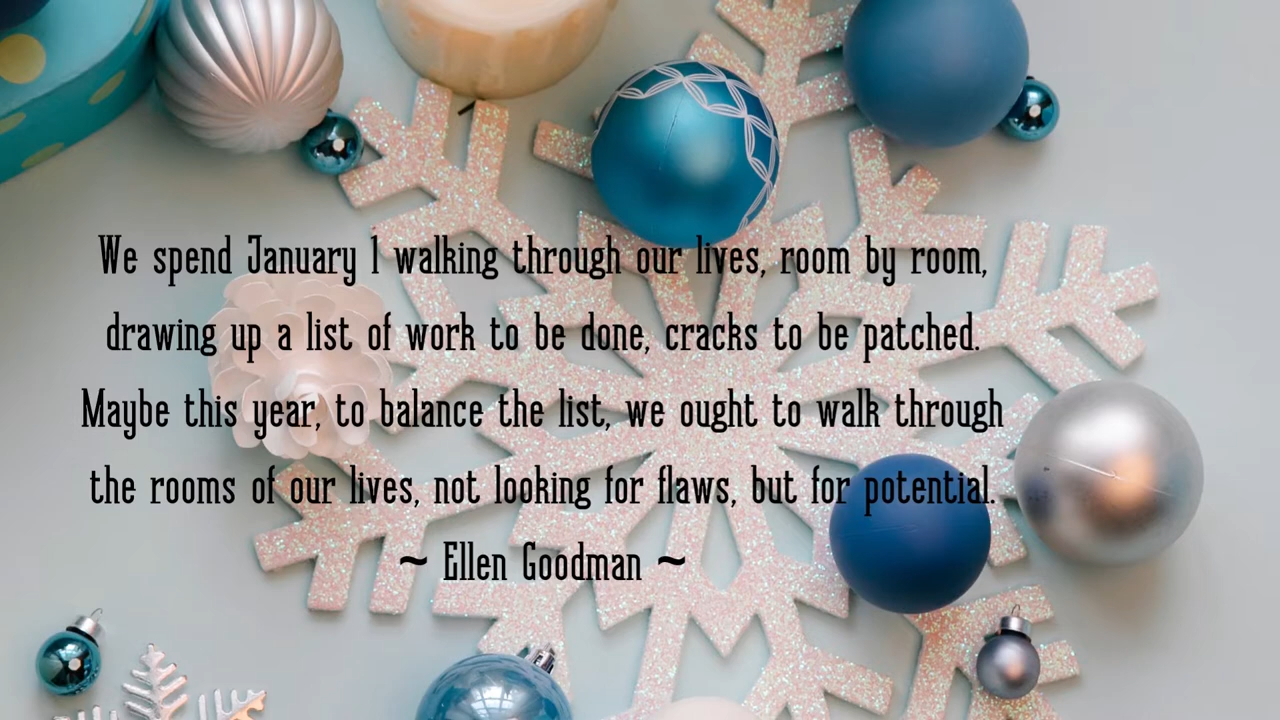 We spend January 1 walking through our lives, room by room,
drawing up a list of work to be done, cracks to be patched.
Maybe this year, to balance the list, we ought to walk through
the rooms of our lives, not looking for flaws, but for potential.
~ Ellen Goodman ~